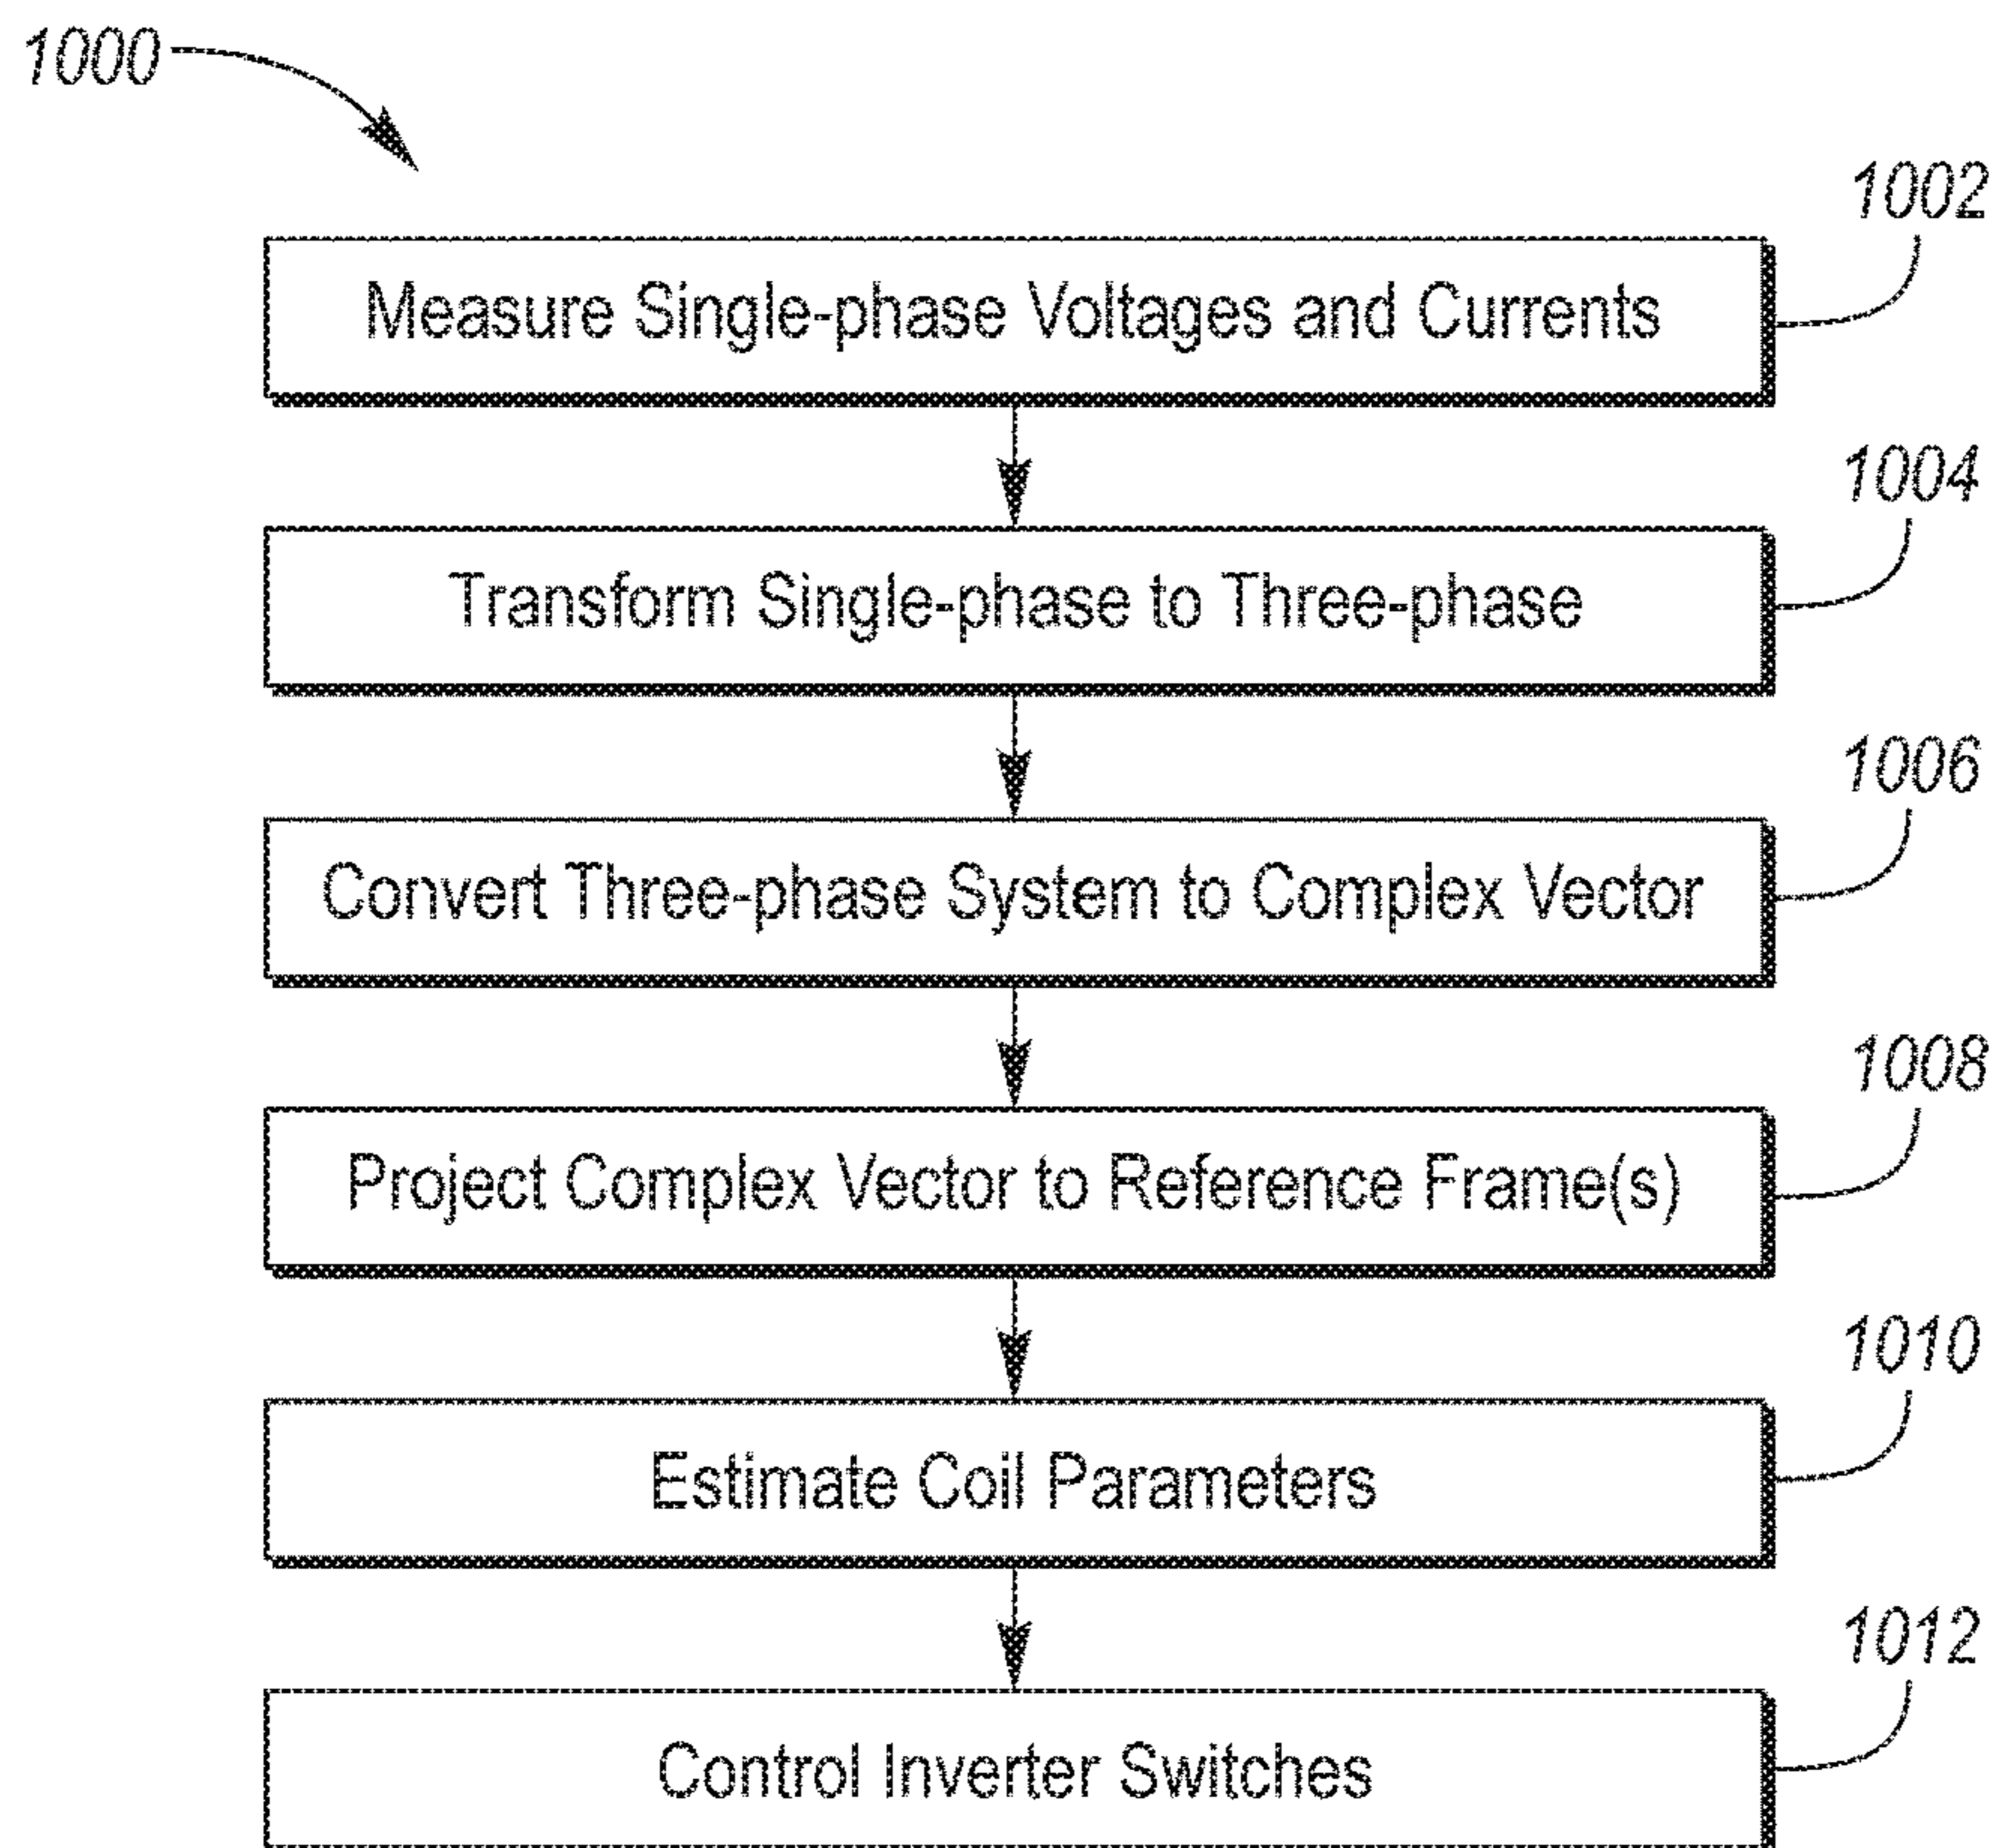 1000
1002
Measure Single-phase Voltages and Currents
1004
Transform Single-phase to Three-phase
1006
Convert Three-phase System to Complex Vector
1008
Project Complex Vector to Reference Frame(s)
1010
Estimate Coil Parameters
1012
Control Inverter Switches